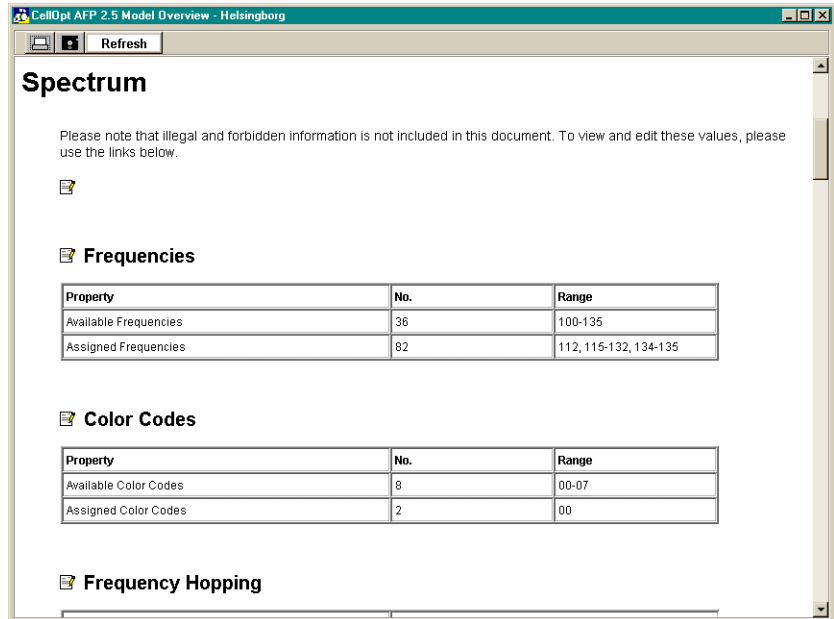 CellOpt AFP 2.5 Model Overview - Helsingborg
Refresh
Spectrum
Please note that illegal and forbidden information is not included in this document. To view and edit these values, please
use the links below.
Frequencies
Property No. Range
Available Frequencies 36 100-135
Assigned Frequencies 82 112, 115-132, 134-135
Color Codes
Property No. Range
Available Color Codes 8 00-07
Assigned Color Codes 2 00
Frequency Hopping